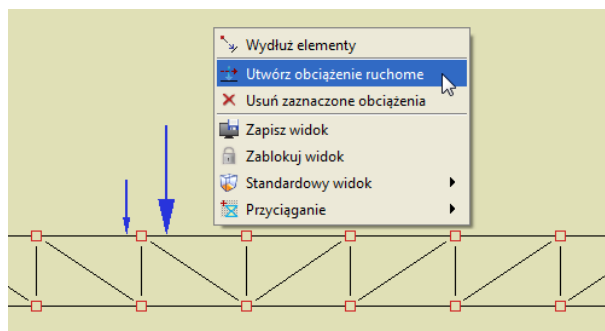 Wydłuż elementy
Utwórz obciążenie ruchome
Usuń zaznaczone obciążenia
Zapisz widok
Zablokuj widok
Standardowy widok
Przyciąganie